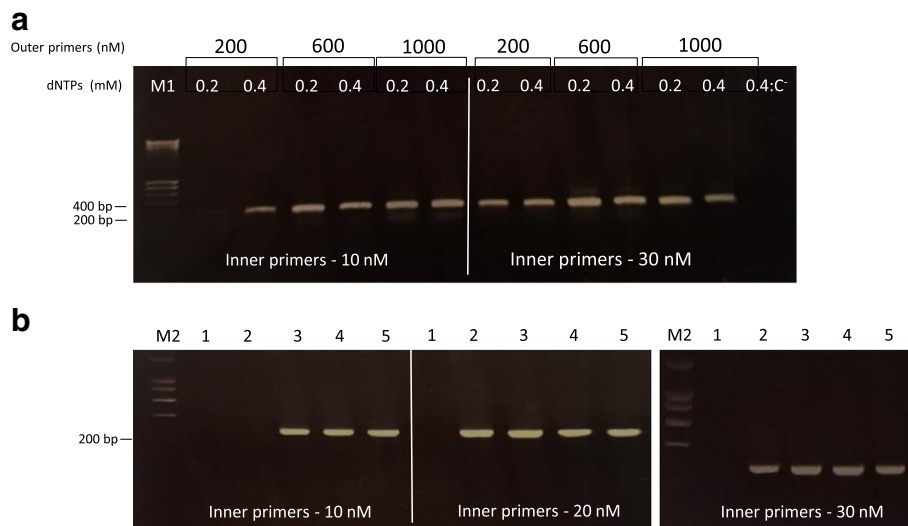 a
Outer primers (nM) 200 600 1000 200 600 1000
dNTPs (mM) M1 0.2 0.4 0.2 0.4 0.2 0.4 0.2 0.4 0.2 0.4 0.2 0.4 0.4:C-
400 bp
200 bp
Inner primers - 10 nM Inner primers - 30 nM
b
M2 1 2 3 4 5 1 2 3 4 5 M2 1 2 3 4 5
200 bp
Inner primers - 10 nM Inner primers - 20 nM Inner primers - 30 nM